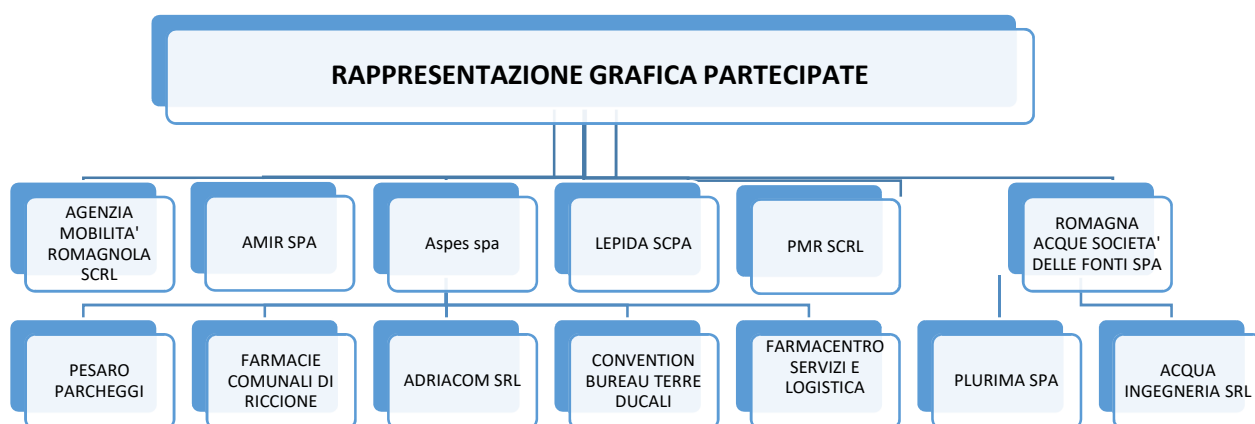 RAPPRESENTAZIONE GRAFICA PARTECIPATE
AGENZIA
MOBILITA'
ROMAGNOLA
SCRL
AMIR SPA
Aspes spa
LEPIDA SCPA
PMR SCRL
ROMAGNA
ACQUE SOCIETA'
DELLE FONTI SPA
PESARO
PARCHEGGI
FARMACIE
COMUNALI DI
RICCIONE
ADRIACOM SRL
CONVENTION
BUREAU TERRE
DUCALI
FARMACENTRO
SERVIZI E
LOGISTICA
PLURIMA SPA
ACQUA
INGEGNERIA SRL